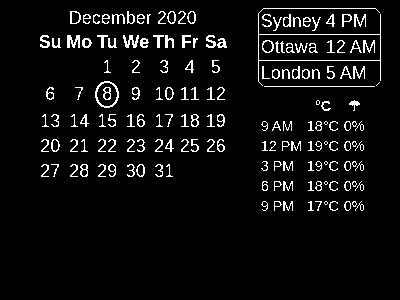 December 2020
Su Mo Tu We Th Fr Sa
1 2 3 4 5
6 7 8 9 10 11 12
13 14 15 16 17 18 19
20 21 22 23 24 25 26
27 28 29 30 31
Sydney 4 PM
Ottawa 12 AM
London 5 AM
°C ☂
9 AM 18°C 0%
12 PM 19°C 0%
3 PM 19°C 0%
6 PM 18°C 0%
9 PM 17°C 0%